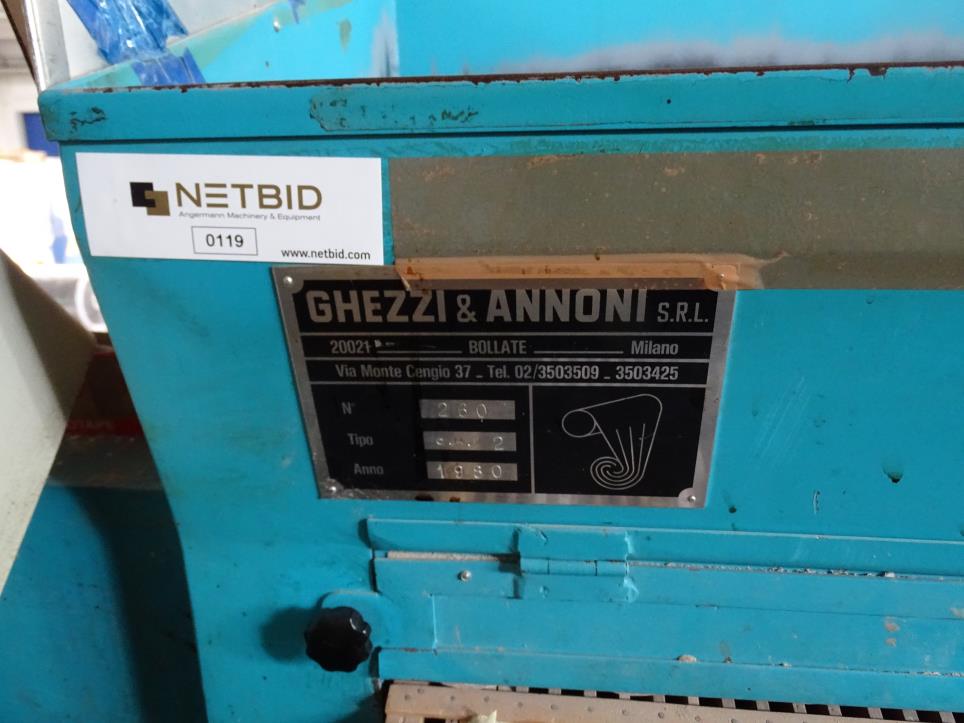 NETBID
Angermann Machinery & Equipment
0119
www.netbid.com
GHEZZI & ANNONI S.R.L.
20021 BOLLATE Milano
Via Monte Cengio 37 - Tel. 02/3503509 - 3503425
N° 260
Tipo 2
Anno 1980